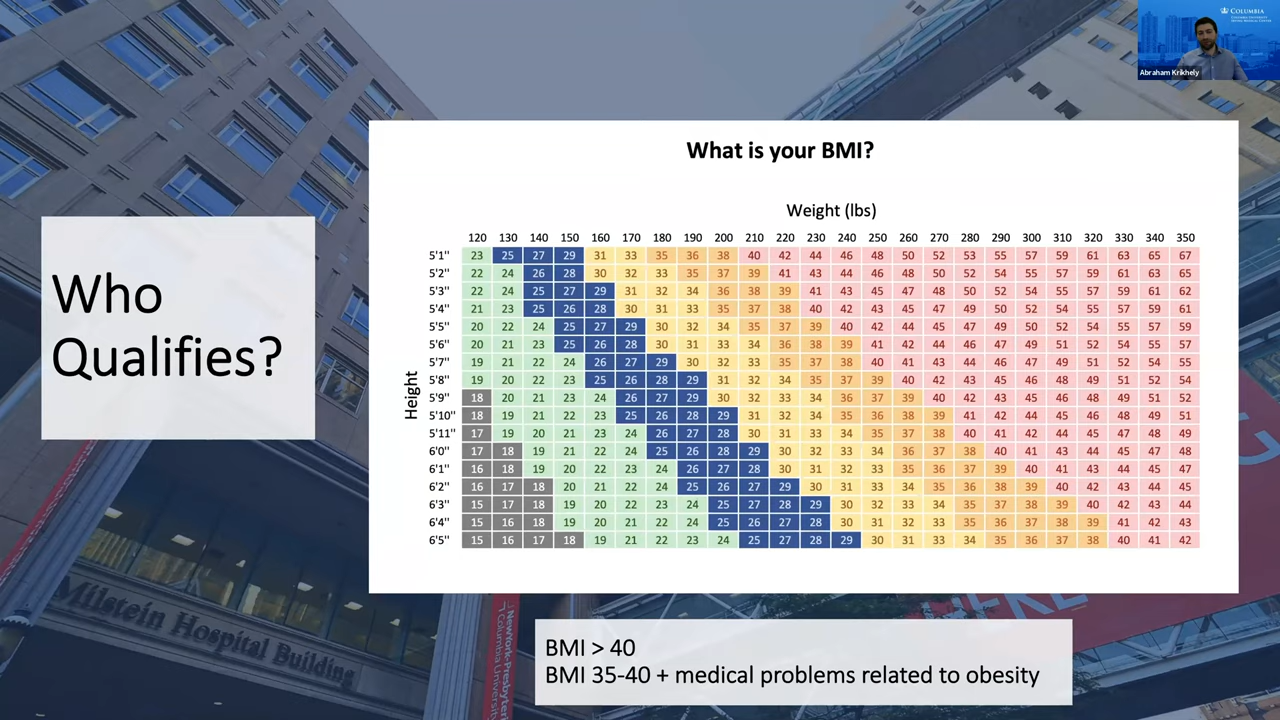 COLUMBIA
Abraham Krikhely
Who
Qualifies?
What is your BMI?
Weight (lbs)
120 130 140 150 160 170 180 190 200 210 220 230 240 250 260 270 280 290 300 310 320 330 340 350
Height
5'1'' 23 25 27 29 31 33 35 36 38 40 42 44 46 48 50 52 53 55 57 59 61 63 65 67
5'2'' 22 24 26 28 30 32 33 35 37 39 41 43 44 46 48 50 52 54 55 57 59 61 63 65
5'3'' 22 24 25 27 29 31 32 34 36 38 39 41 43 45 47 48 50 52 54 55 57 59 61 62
5'4'' 21 23 25 26 28 30 31 33 35 37 38 40 42 43 45 47 49 50 52 54 55 57 59 61
5'5'' 20 22 24 25 27 29 30 32 34 35 37 39 40 42 44 45 47 49 50 52 54 55 57 59
5'6'' 20 21 23 25 26 28 30 31 33 34 36 38 39 41 42 44 46 47 49 51 52 54 55 57
5'7'' 19 21 22 24 26 27 29 30 32 33 35 37 38 40 41 43 44 46 47 49 51 52 54 55
5'8'' 19 20 22 23 25 26 28 29 31 32 34 35 37 39 40 42 43 45 46 48 49 51 52 54
5'9'' 18 20 21 23 24 26 27 29 30 32 33 34 36 37 39 40 42 43 45 46 48 49 51 52
5'10'' 18 19 21 22 23 25 26 28 29 31 32 34 35 36 38 39 41 42 44 45 46 48 49 51
5'11'' 17 19 20 21 23 24 26 27 28 30 31 33 34 35 37 38 40 41 42 44 45 47 48 49
6'0'' 17 18 19 21 22 24 25 26 28 29 30 32 33 34 36 37 38 40 41 43 44 45 47 48
6'1'' 16 18 19 20 22 23 24 26 27 28 30 31 32 33 35 36 37 39 40 41 43 44 45 47
6'2'' 16 17 18 20 21 22 24 25 26 27 29 30 31 33 34 35 36 38 39 40 42 43 44 45
6'3'' 15 17 18 19 20 22 23 24 25 27 28 29 30 32 33 34 35 37 38 39 40 42 43 44
6'4'' 15 16 18 19 20 21 22 24 25 26 27 28 30 31 32 33 35 36 37 38 39 41 42 43
6'5'' 15 16 17 18 19 21 22 23 24 25 27 28 29 30 31 33 34 35 36 37 38 40 41 42
BMI > 40
BMI 35-40 + medical problems related to obesity
Milstein Hospital Building
NewYork-Presbyterian
Columbia University